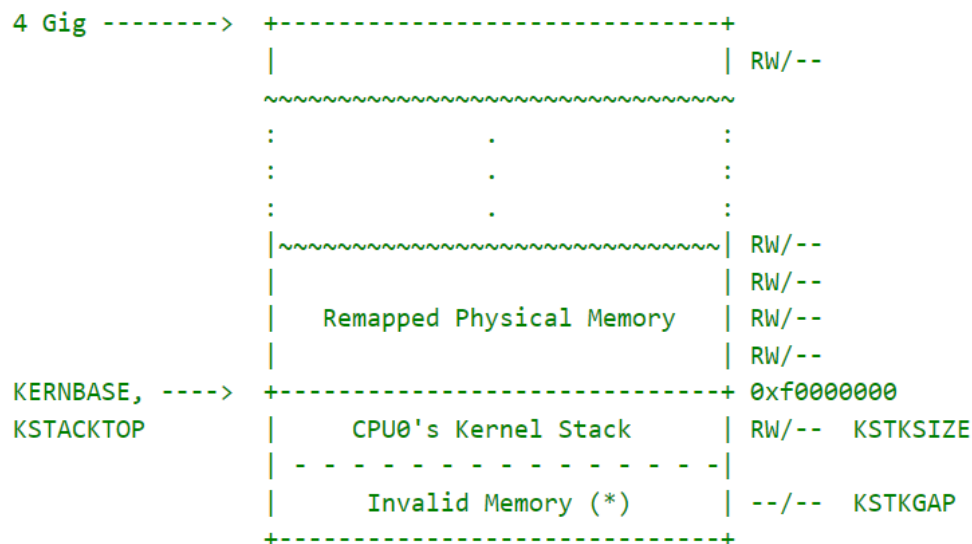 4 Gig -------->  +------------------------------+
                 |                              | RW/--
                 ~~~~~~~~~~~~~~~~~~~~~~~~~~~~~~~~
                 :              .               :
                 :              .               :
                 :              .               :
                 |~~~~~~~~~~~~~~~~~~~~~~~~~~~~~~| RW/--
                 |                              | RW/--
                 |   Remapped Physical Memory   | RW/--
                 |                              | RW/--
KERNBASE, ---->  +------------------------------+ 0xf0000000
KSTACKTOP        |     CPU0's Kernel Stack      | RW/--  KSTKSIZE
                 | - - - - - - - - - - - - - - -|
                 |      Invalid Memory (*)      | --/--  KSTKGAP
                 +------------------------------+